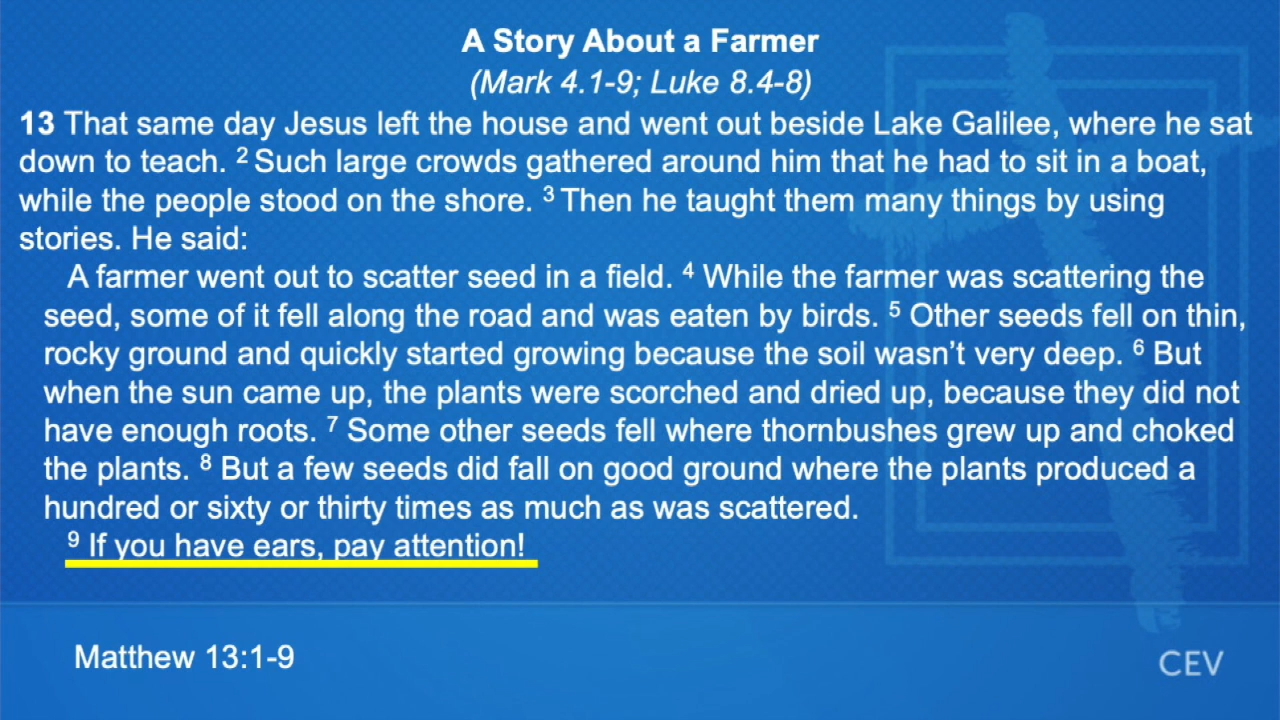 A Story About a Farmer
(Mark 4.1-9; Luke 8.4-8)
13 That same day Jesus left the house and went out beside Lake Galilee, where he sat
down to teach. 2 Such large crowds gathered around him that he had to sit in a boat,
while the people stood on the shore. 3 Then he taught them many things by using
stories. He said:
A farmer went out to scatter seed in a field. 4 While the farmer was scattering the
seed, some of it fell along the road and was eaten by birds. 5 Other seeds fell on thin,
rocky ground and quickly started growing because the soil wasn’t very deep. 6 But
when the sun came up, the plants were scorched and dried up, because they did not
have enough roots. 7 Some other seeds fell where thornbushes grew up and choked
the plants. 8 But a few seeds did fall on good ground where the plants produced a
hundred or sixty or thirty times as much as was scattered.
9 If you have ears, pay attention!
Matthew 13:1-9
CEV